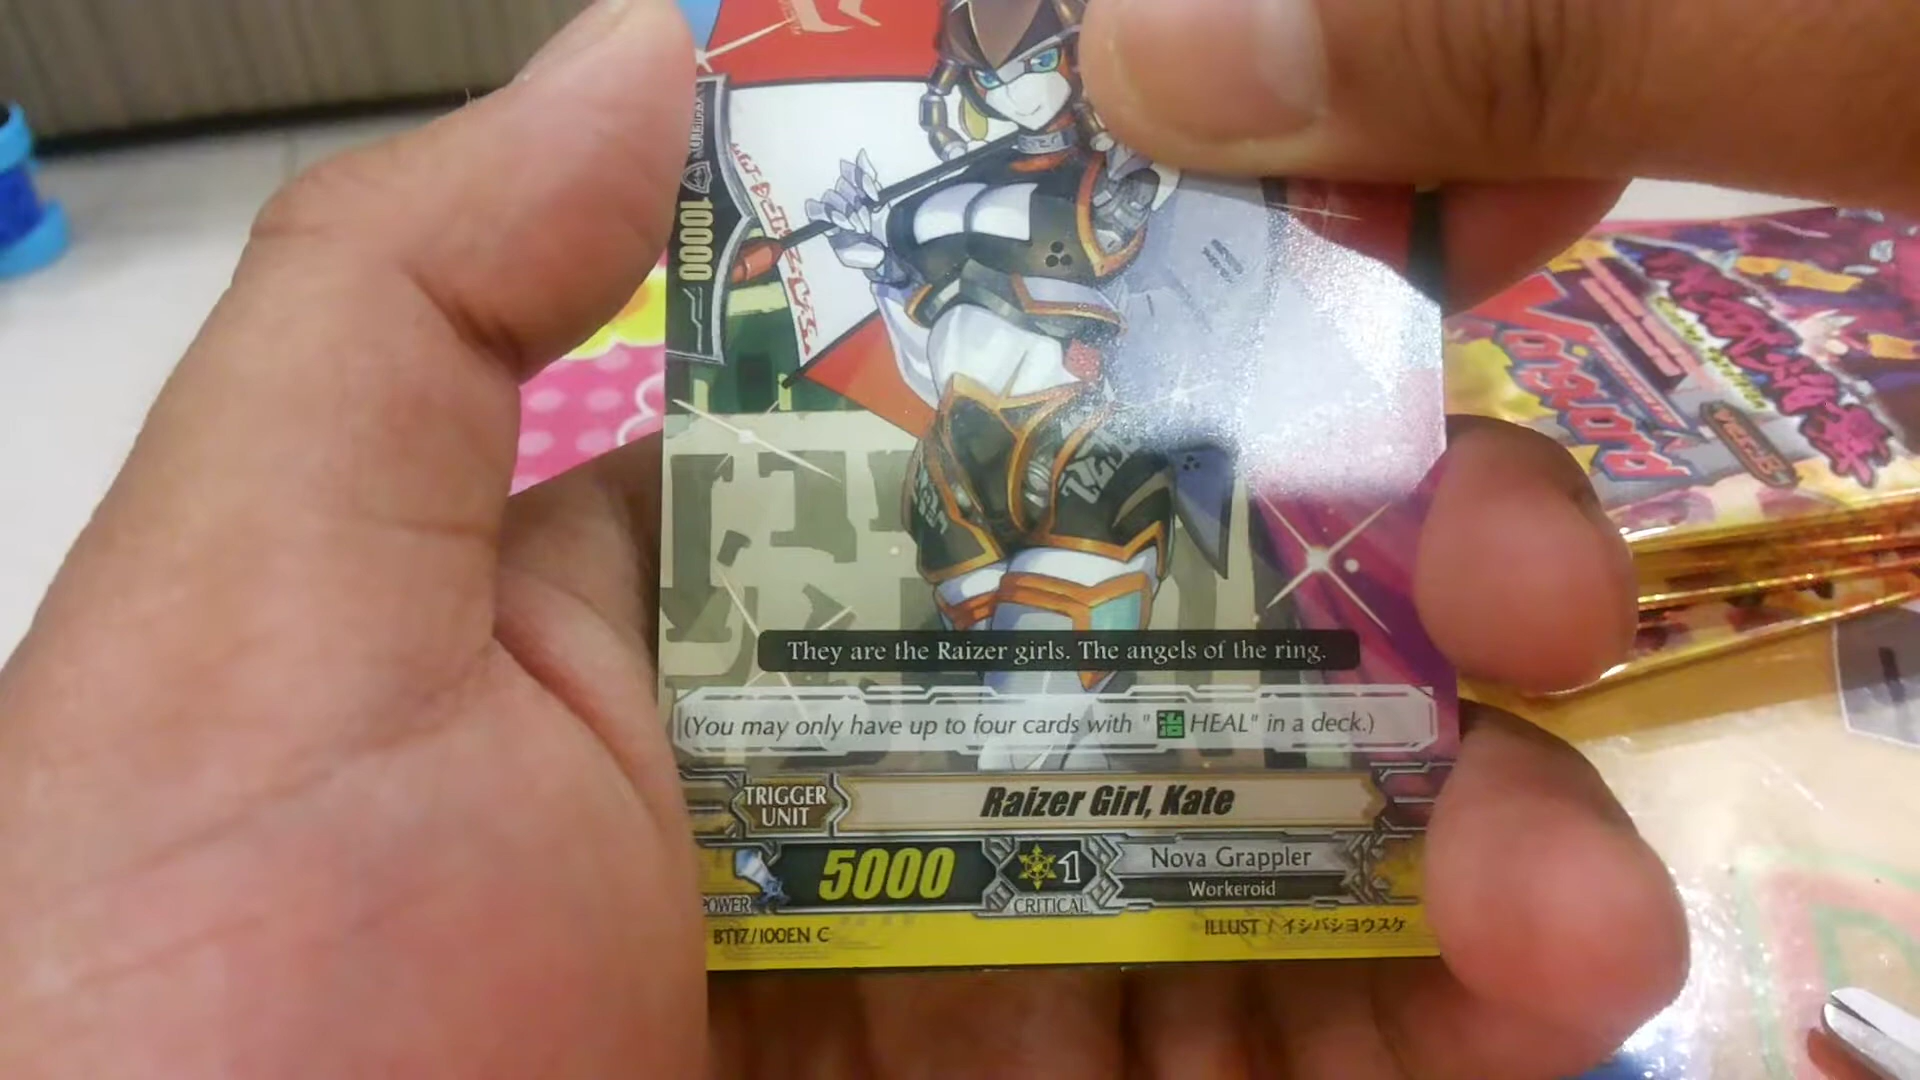 10000
They are the Raizer girls. The angels of the ring.
(You may only have up to four cards with " HEAL" in a deck.)
TRIGGER
UNIT
Raizer Girl, Kate
5000
1
Nova Grappler
Workeroid
POWER
CRITICAL
BT17/100EN C
ILLUST / イシバシヨウスケ
Vanguard